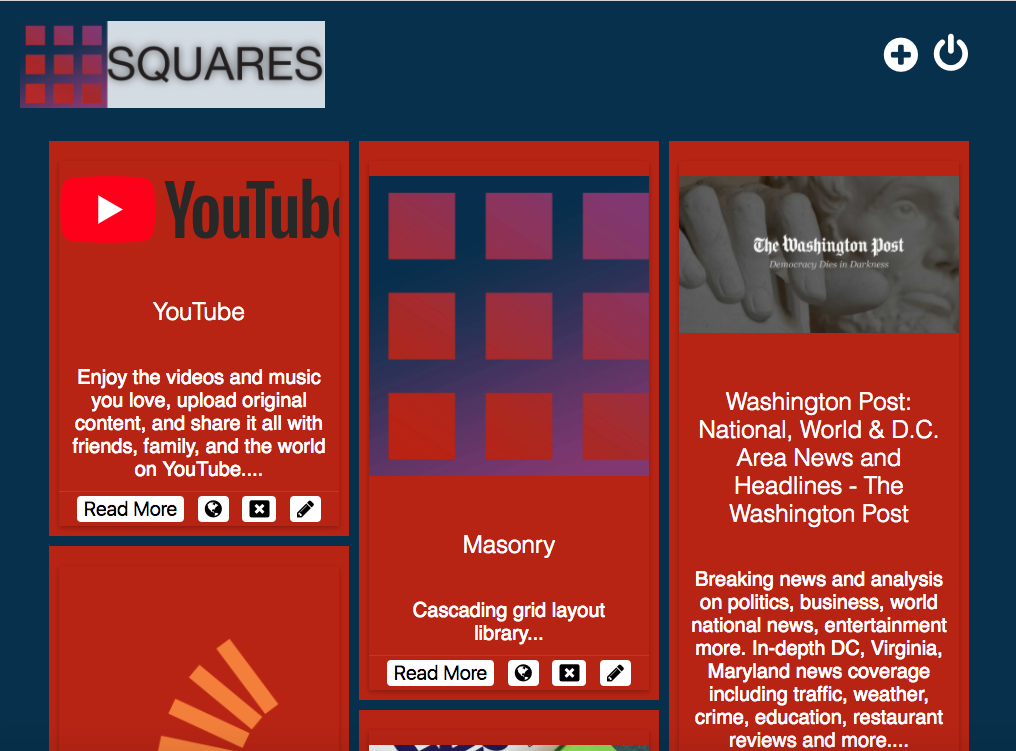 SQUARES
YouTube
YouTube
Enjoy the videos and music
you love, upload original
content, and share it all with
friends, family, and the world
on YouTube....
Read More
Masonry
Cascading grid layout
library...
Read More
The Washington Post
Democracy Dies in Darkness
Washington Post:
National, World & D.C.
Area News and
Headlines - The
Washington Post
Breaking news and analysis
on politics, business, world
national news, entertainment
more. In-depth DC, Virginia,
Maryland news coverage
including traffic, weather,
crime, education, restaurant
reviews and more....